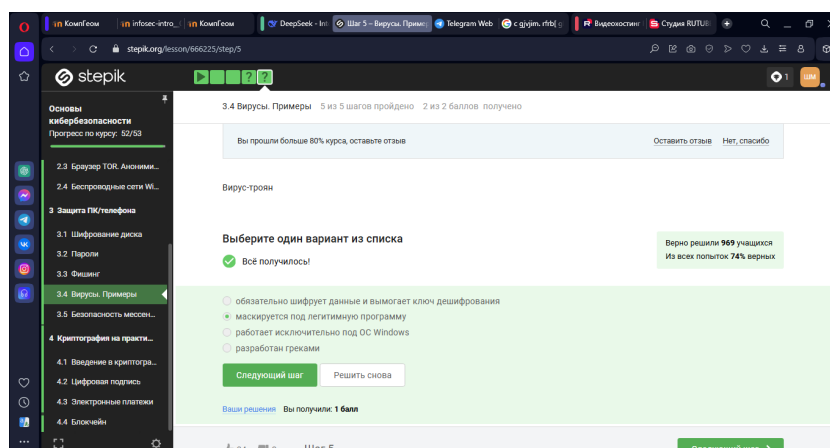 КомпГеом
infosec-intro_
КомпГеом
DeepSeek - Int
Шаг 5 – Вирусы. Пример
Telegram Web
Видеохостинг
Студия RUTUB
stepik.org/lesson/666225/step/5
stepik
1
ШМ
Основы кибербезопасности
Прогресс по курсу: 52/53
2.3 Браузер TOR. Аноними...
2.4 Беспроводные сети Wi...
3 Защита ПК/телефона
3.1 Шифрование диска
3.2 Пароли
3.3 Фишинг
3.4 Вирусы. Примеры
3.5 Безопасность мессен...
4 Криптография на практи...
4.1 Введение в криптогра...
4.2 Цифровая подпись
4.3 Электронные платежи
4.4 Блокчейн
3.4 Вирусы. Примеры 5 из 5 шагов пройдено 2 из 2 баллов получено
Вы прошли больше 80% курса, оставьте отзыв
Оставить отзыв Нет, спасибо
Вирус-троян
Выберите один вариант из списка
Всё получилось!
Верно решили 969 учащихся
Из всех попыток 74% верных
обязательно шифрует данные и вымогает ключ дешифрования
маскируется под легитимную программу
работает исключительно под ОС Windows
разработан греками
Следующий шаг Решить снова
Ваши решения Вы получили: 1 балл
Шаг 5